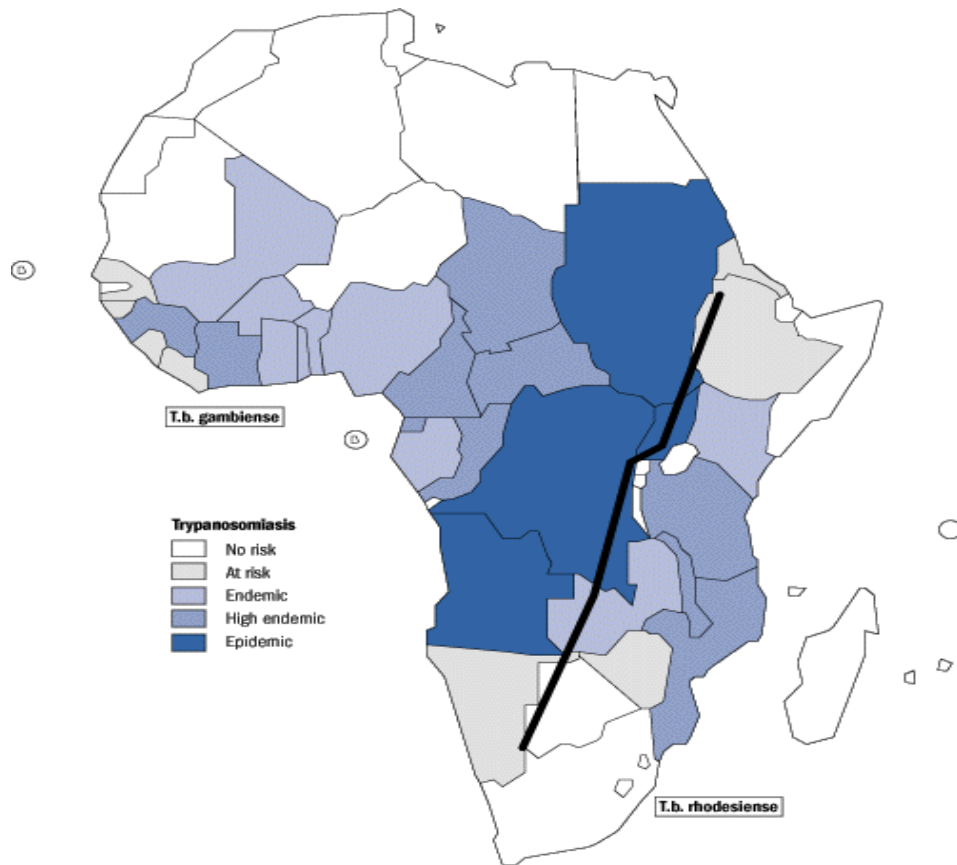 T.b. gambiense
Trypanosomiasis
No risk
At risk
Endemic
High endemic
Epidemic
T.b. rhodesiense